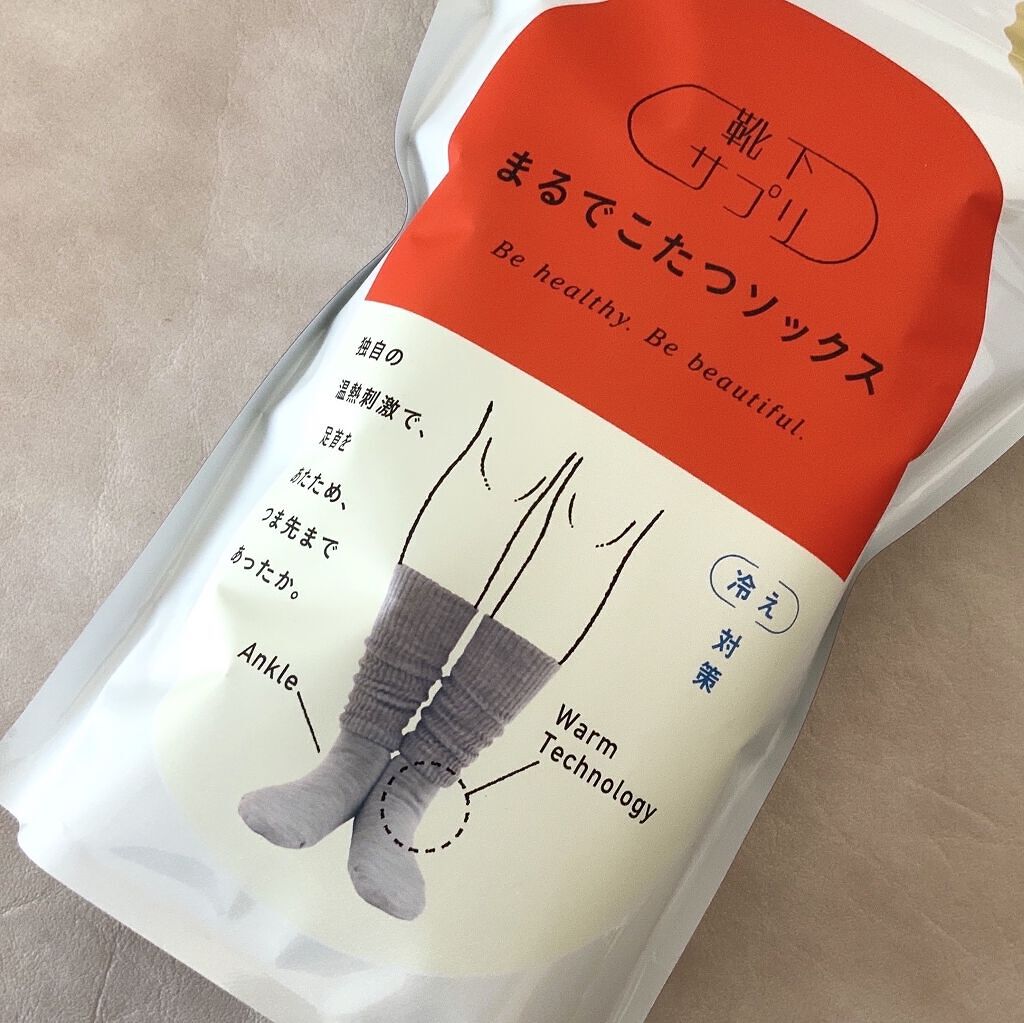 靴下
サプリ
まるでこたつソックス
Be healthy. Be beautiful.
独自の
温熱刺激で、
足首を
あたため、
つま先まで
あったか。
冷え
対策
Ankle
Warm
Technology